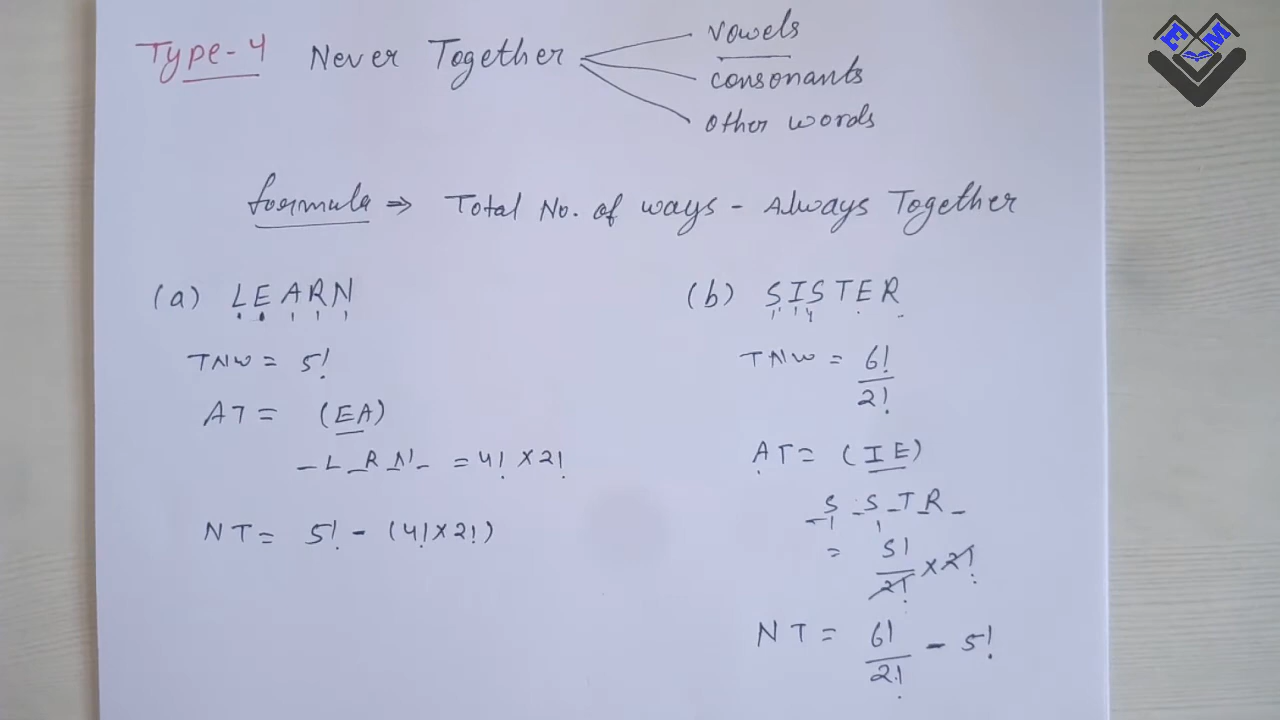 Type-4 Never Together
Vowels
consonants
other words
formula ⇒ Total No. of ways - Always Together
(a) LEARN
TNW = 5!
AT = (EA)
_L_R_N_ = 4! × 2!
NT = 5! - (4! × 2!)
(b) SISTER
TNW = 6!
2!
AT = (IE)
_S_S_T_R_
= 5!
2! × 2!
NT = 6!
2! - 5!
E M